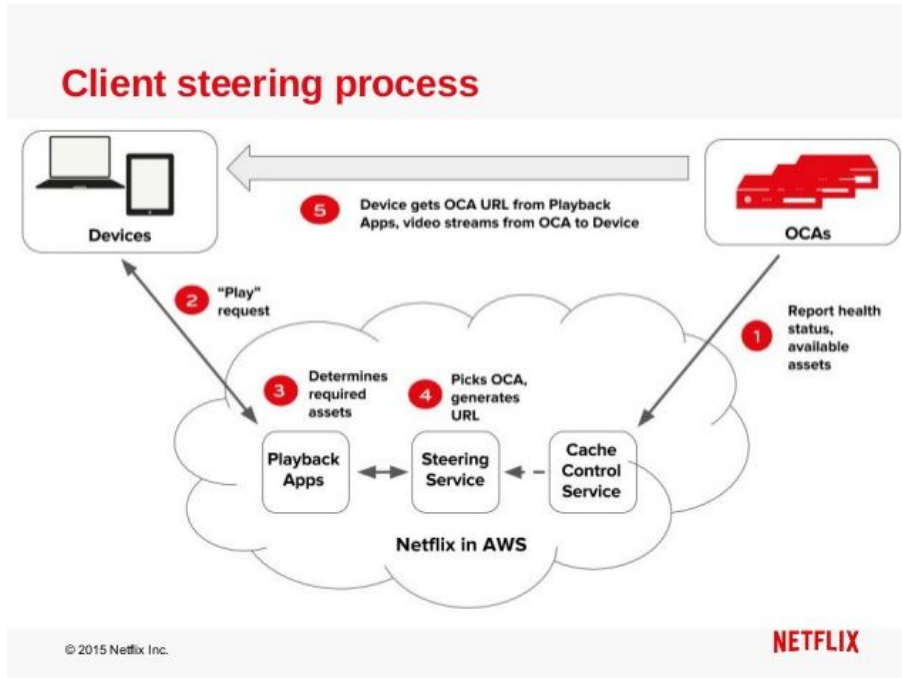 Client steering process
Devices
5
Device gets OCA URL from Playback
Apps, video streams from OCA to Device
OCAs
2
“Play”
request
1
Report health
status,
available
assets
3
Determines
required
assets
4
Picks OCA,
generates
URL
Playback
Apps
Steering
Service
Cache
Control
Service
Netflix in AWS
© 2015 Netflix Inc.
NETFLIX